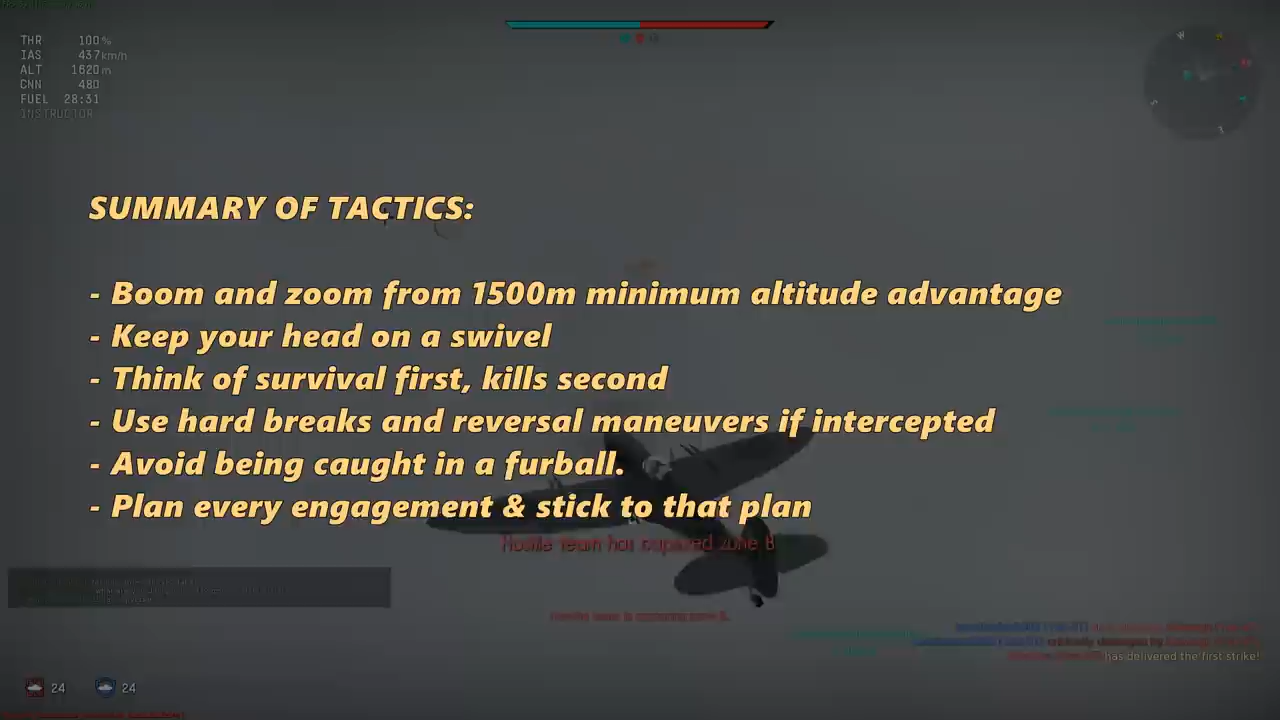 THR 100%
IAS 437km/h
ALT 1620m
CNN 480
FUEL 28:31
INSTRUCTOR
SUMMARY OF TACTICS:
- Boom and zoom from 1500m minimum altitude advantage
- Keep your head on a swivel
- Think of survival first, kills second
- Use hard breaks and reversal maneuvers if intercepted
- Avoid being caught in a furball.
- Plan every engagement & stick to that plan
Hostile team has captured zone B
has delivered the first strike!
24
24